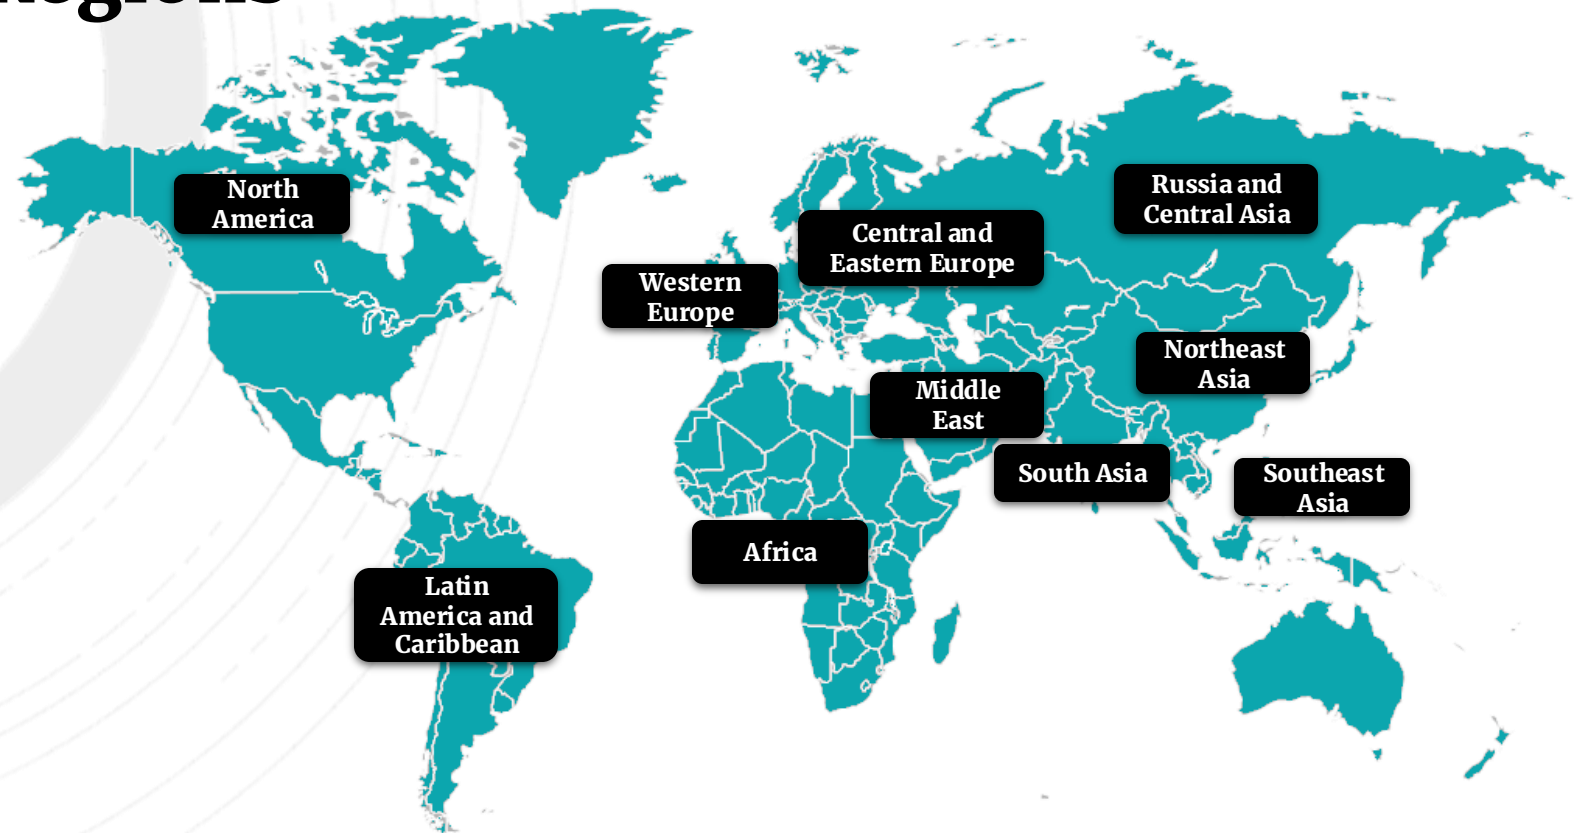 Regions
North
America
Russia and
Central Asia
Central and
Eastern Europe
Western
Europe
Northeast
Asia
Middle
East
South Asia
Southeast
Asia
Africa
Latin
America and
Caribbean